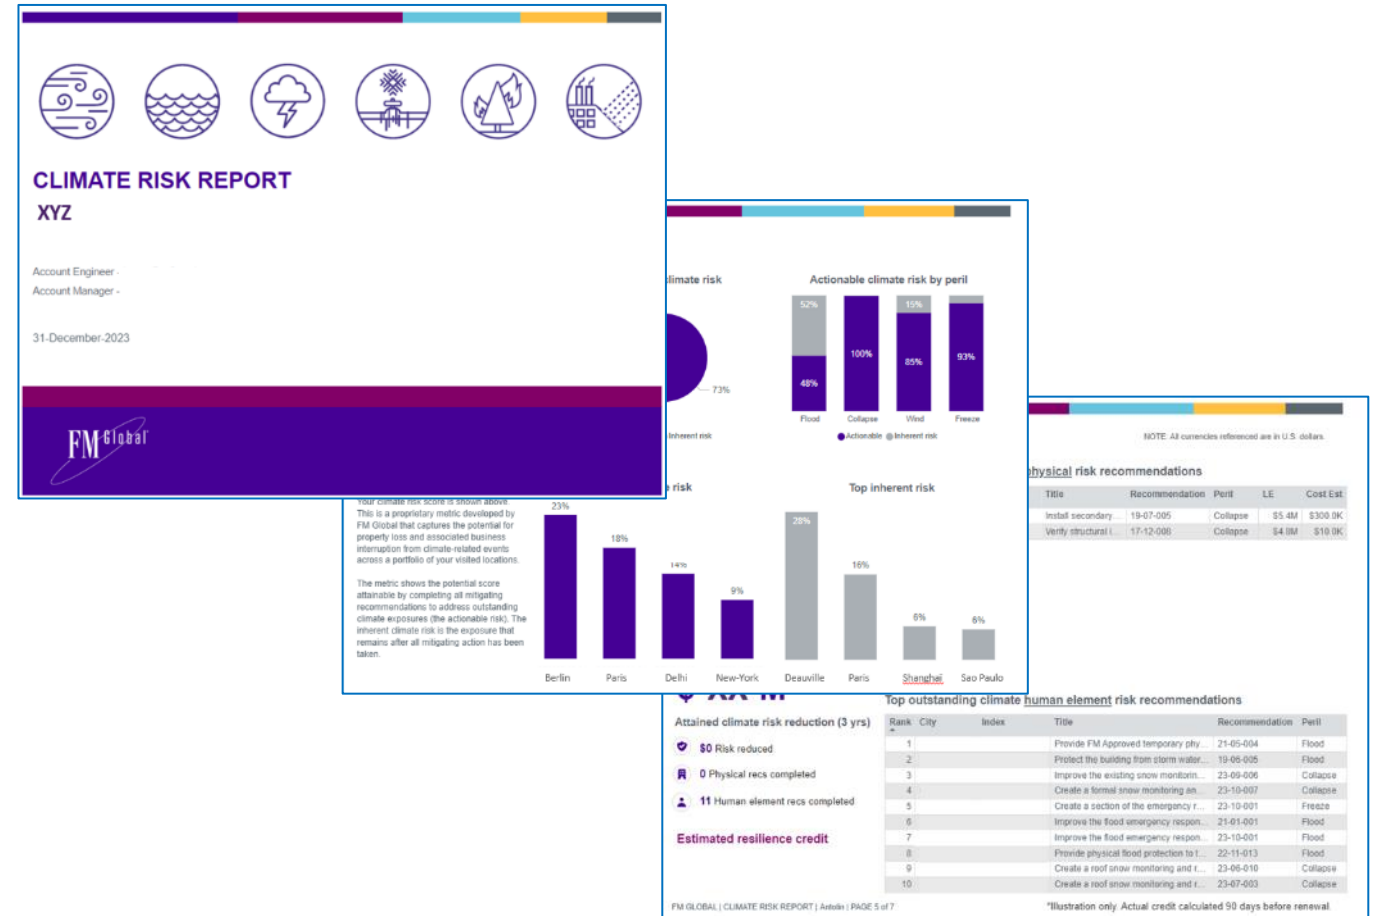 CLIMATE RISK REPORT
XYZ
Account Engineer -
Account Manager -
31-December-2023
FM Global
climate risk
73%
Inherent risk
Actionable climate risk by peril
52%
15%
100%
85%
93%
48%
Flood Collapse Wind Freeze
Actionable Inherent risk
Your climate risk score is shown above.
This is a proprietary metric developed by
FM Global that captures the potential for
property loss and associated business
interruption from climate-related events
across a portfolio of your visited locations.
The metric shows the potential score
attainable by completing all mitigating
recommendations to address outstanding
climate exposures (the actionable risk). The
inherent climate risk is the exposure that
remains after all mitigating action has been
taken.
risk
23%
18%
14%
9%
Berlin Paris Delhi New-York
Top inherent risk
28%
16%
6%
6%
Deauville Paris Shanghai Sao Paulo
NOTE: All currencies referenced are in U.S. dollars.
physical risk recommendations
Title Recommendation Peril LE Cost Est
Install secondary... 19-07-005 Collapse $5.4M $300.0K
Verify structural i... 17-12-008 Collapse $4.0M $10.0K
Attained climate risk reduction (3 yrs)
$0 Risk reduced
0 Physical recs completed
11 Human element recs completed
Estimated resilience credit
Top outstanding climate human element risk recommendations
Rank City Index Title Recommendation Peril
1 Provide FM Approved temporary phy... 21-05-004 Flood
2 Protect the building from storm water... 19-06-005 Flood
3 Improve the existing snow monitorin... 23-09-006 Collapse
4 Create a formal snow monitoring an... 23-10-007 Collapse
5 Create a section of the emergency r... 23-10-001 Freeze
6 Improve the flood emergency respon... 21-01-001 Flood
7 Improve the flood emergency respon... 23-10-001 Flood
8 Provide physical flood protection to t... 22-11-013 Flood
9 Create a roof snow monitoring and r... 23-06-010 Collapse
10 Create a roof snow monitoring and r... 23-07-003 Collapse
FM GLOBAL | CLIMATE RISK REPORT | Antolin | PAGE 5 of 7
*Illustration only. Actual credit calculated 90 days before renewal.